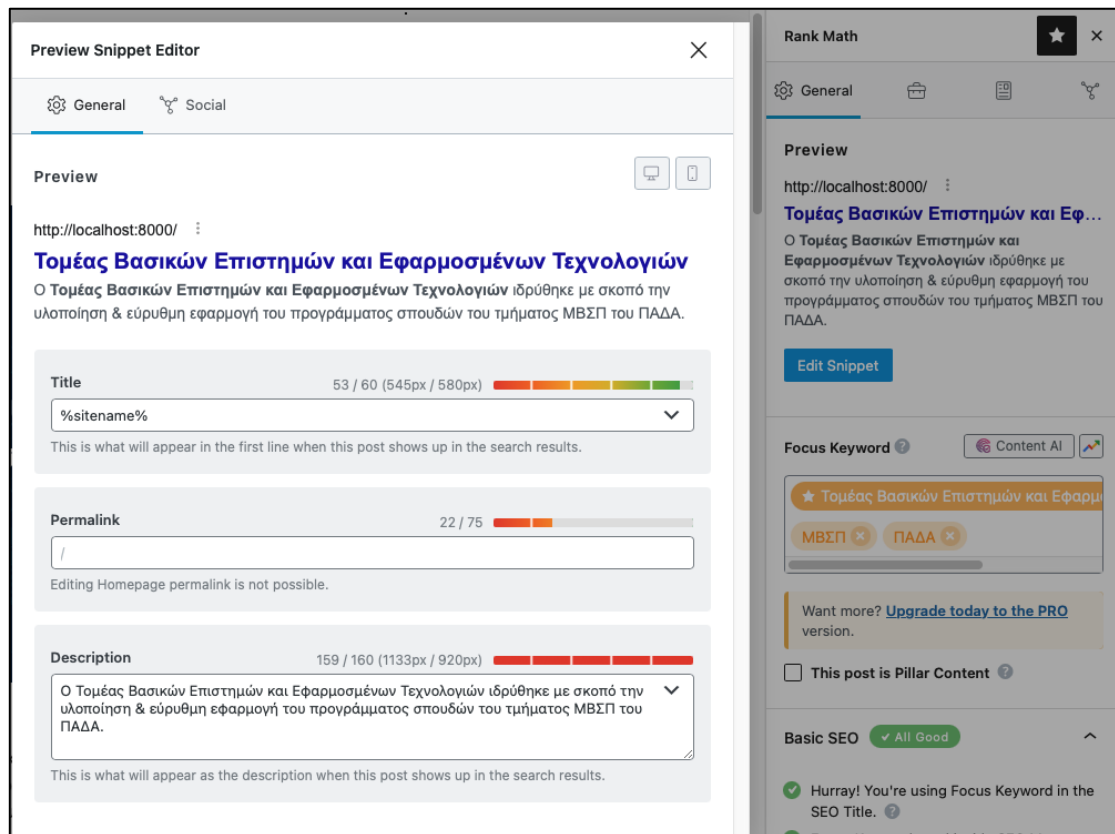 Preview Snippet Editor
General
Social
Preview
http://localhost:8000/
Τομέας Βασικών Επιστημών και Εφαρμοσμένων Τεχνολογιών
Ο Τομέας Βασικών Επιστημών και Εφαρμοσμένων Τεχνολογιών ιδρύθηκε με σκοπό την
υλοποίηση & εύρυθμη εφαρμογή του προγράμματος σπουδών του τμήματος ΜΒΣΠ του ΠΑΔΑ.
Title
53 / 60 (545px / 580px)
%sitename%
This is what will appear in the first line when this post shows up in the search results.
Permalink
22 / 75
/
Editing Homepage permalink is not possible.
Description
159 / 160 (1133px / 920px)
Ο Τομέας Βασικών Επιστημών και Εφαρμοσμένων Τεχνολογιών ιδρύθηκε με σκοπό την
υλοποίηση & εύρυθμη εφαρμογή του προγράμματος σπουδών του τμήματος ΜΒΣΠ του
ΠΑΔΑ.
This is what will appear as the description when this post shows up in the search results.
Rank Math
General
Preview
http://localhost:8000/
Τομέας Βασικών Επιστημών και Εφ...
Ο Τομέας Βασικών Επιστημών και
Εφαρμοσμένων Τεχνολογιών ιδρύθηκε με
σκοπό την υλοποίηση & εύρυθμη εφαρμογή του
προγράμματος σπουδών του τμήματος ΜΒΣΠ του
ΠΑΔΑ.
Edit Snippet
Focus Keyword
Content AI
Τομέας Βασικών Επιστημών και Εφαρμ
ΜΒΣΠ
ΠΑΔΑ
Want more? Upgrade today to the PRO
version.
This post is Pillar Content
Basic SEO
All Good
Hurray! You're using Focus Keyword in the
SEO Title.